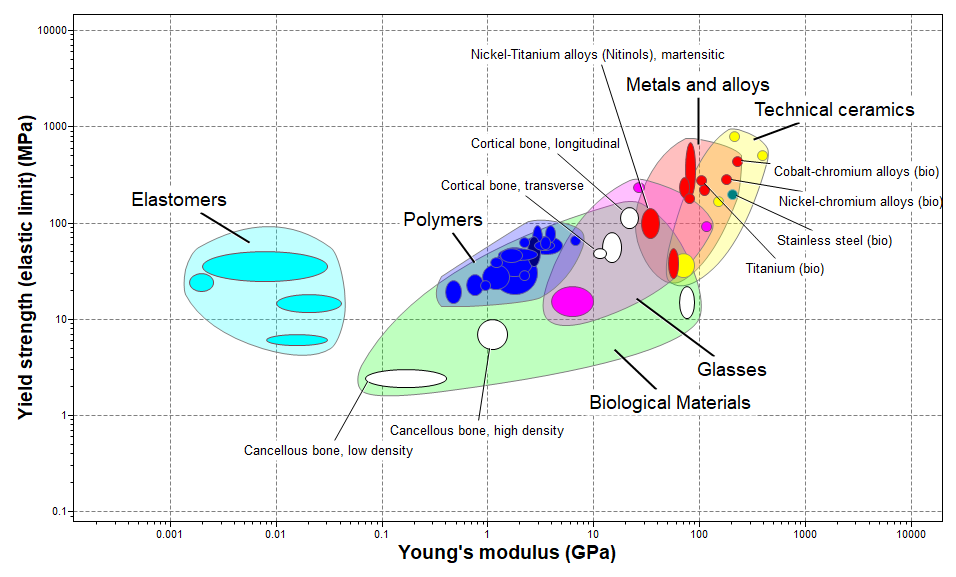 10000
1000
100
10
1
0.1
Yield strength (elastic limit) (MPa)
Nickel-Titanium alloys (Nitinols), martensitic
Metals and alloys
Technical ceramics
Cortical bone, longitudinal
Cobalt-chromium alloys (bio)
Cortical bone, transverse
Elastomers
Nickel-chromium alloys (bio)
Polymers
Stainless steel (bio)
Titanium (bio)
Glasses
Biological Materials
Cancellous bone, high density
Cancellous bone, low density
0.001
0.01
0.1
1
10
100
1000
10000
Young's modulus (GPa)